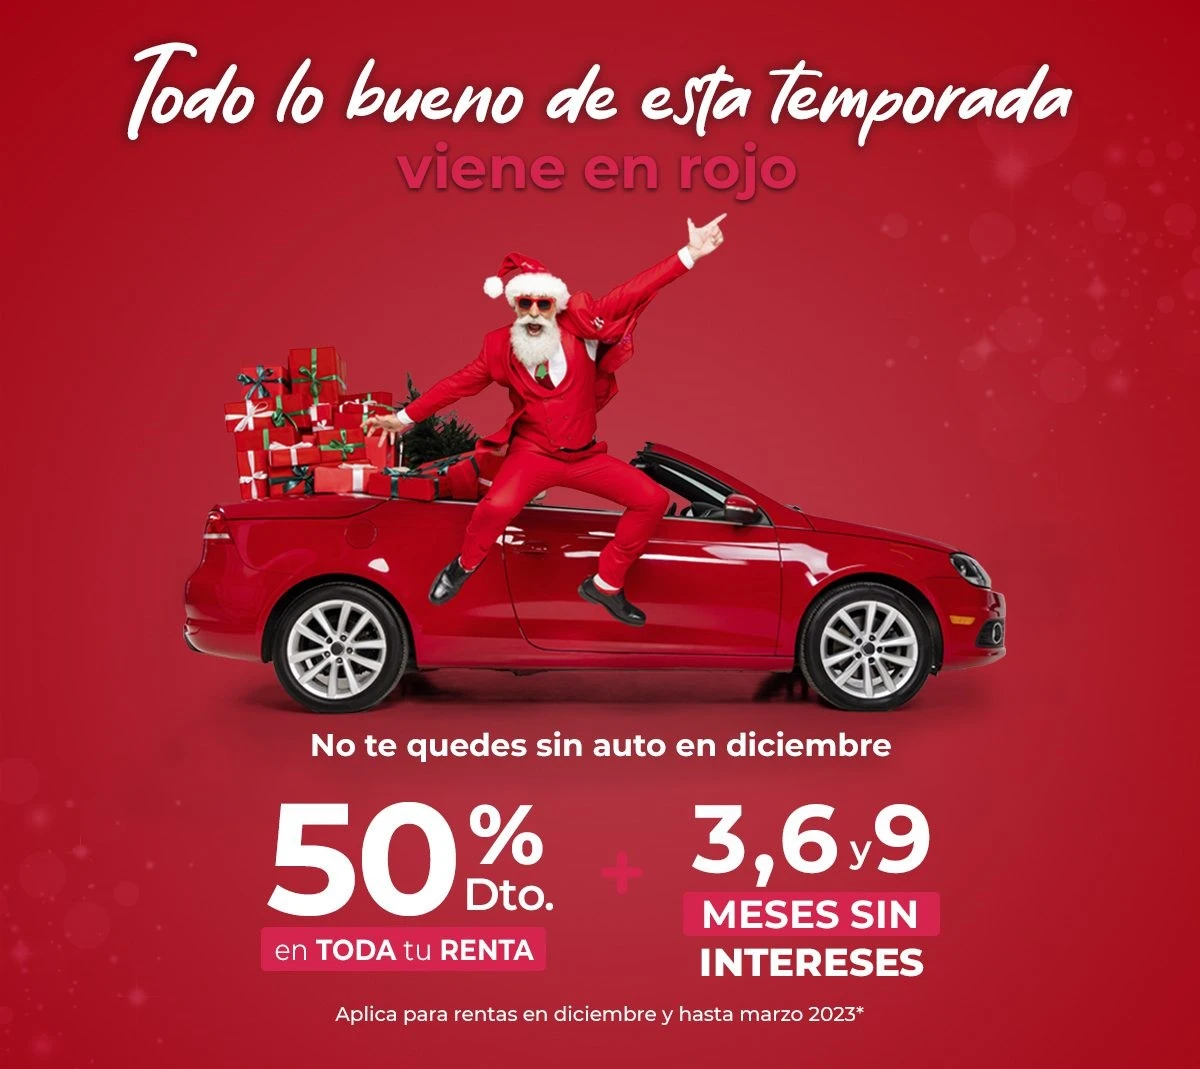 Todo lo bueno de esta temporada
viene en rojo
No te quedes sin auto en diciembre
50% Dto.
en TODA tu RENTA
+
3,6 y 9
MESES SIN
INTERESES
Aplica para rentas en diciembre y hasta marzo 2023*